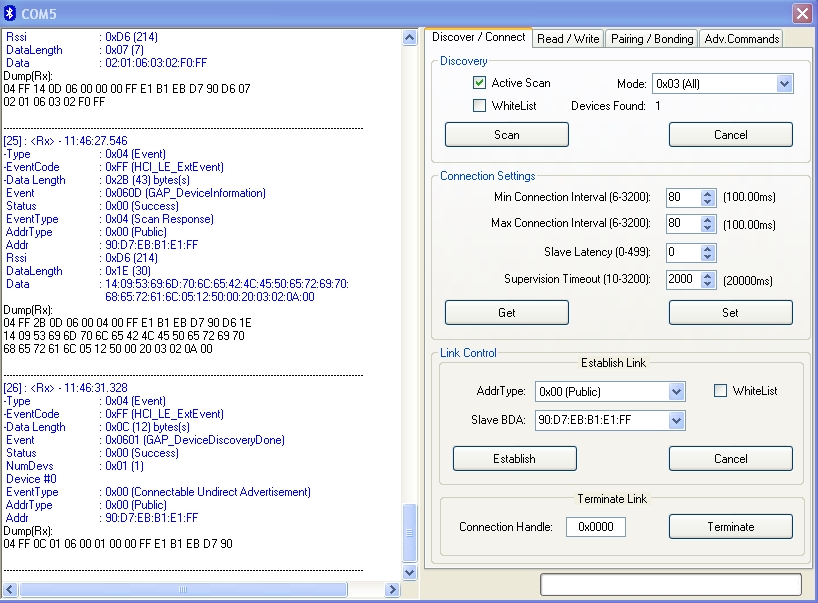 COM5
Rssi : 0xD6 (214)
DataLength : 0x07 (7)
Data : 02:01:06:03:02:F0:FF
Dump(Rx):
04 FF 14 0D 06 00 00 00 FF E1 B1 EB D7 90 D6 07
02 01 06 03 02 F0 FF
[25] : <Rx> - 11:46:27.546
-Type : 0x04 (Event)
-EventCode : 0xFF (HCI_LE_ExtEvent)
-Data Length : 0x2B (43) bytes(s)
Event : 0x060D (GAP_DeviceInformation)
Status : 0x00 (Success)
EventType : 0x04 (Scan Response)
AddrType : 0x00 (Public)
Addr : 90:D7:EB:B1:E1:FF
Rssi : 0xD6 (214)
DataLength : 0x1E (30)
Data : 14:09:53:69:6D:70:6C:65:42:4C:45:50:65:72:69:70:
68:65:72:61:6C:05:12:50:00:20:03:02:0A:00
Dump(Rx):
04 FF 2B 0D 06 00 04 00 FF E1 B1 EB D7 90 D6 1E
14 09 53 69 6D 70 6C 65 42 4C 45 50 65 72 69 70
68 65 72 61 6C 05 12 50 00 20 03 02 0A 00
[26] : <Rx> - 11:46:31.328
-Type : 0x04 (Event)
-EventCode : 0xFF (HCI_LE_ExtEvent)
-Data Length : 0x0C (12) bytes(s)
Event : 0x0601 (GAP_DeviceDiscoveryDone)
Status : 0x00 (Success)
NumDevs : 0x01 (1)
Device #0
EventType : 0x00 (Connectable Undirect Advertisement)
AddrType : 0x00 (Public)
Addr : 90:D7:EB:B1:E1:FF
Dump(Rx):
04 FF 0C 01 06 00 01 00 00 FF E1 B1 EB D7 90
Discover / Connect Read / Write Pairing / Bonding Adv.Commands
Discovery
Active Scan Mode: 0x03 (All)
WhiteList Devices Found: 1
Scan Cancel
Connection Settings
Min Connection Interval (6-3200): 80 (100.00ms)
Max Connection Interval (6-3200): 80 (100.00ms)
Slave Latency (0-499): 0
Supervision Timeout (10-3200): 2000 (20000ms)
Get Set
Link Control
Establish Link
AddrType: 0x00 (Public) WhiteList
Slave BDA: 90:D7:EB:B1:E1:FF
Establish Cancel
Terminate Link
Connection Handle: 0x0000 Terminate